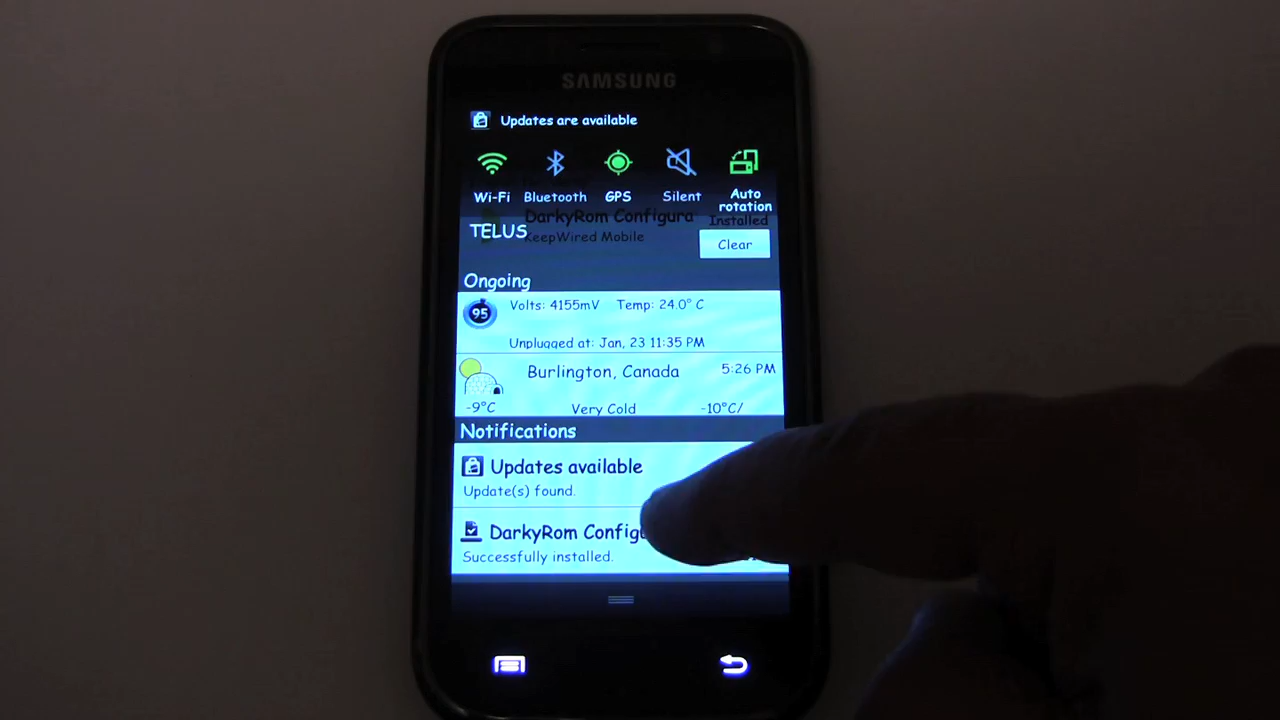 SAMSUNG
Updates are available
Wi-Fi Bluetooth GPS Silent Auto rotation
DarkyRom Configura Installed
TELUS KeepWired Mobile
Clear
Ongoing
95 Volts: 4155mV Temp: 24.0° C
Unplugged at: Jan, 23 11:35 PM
Burlington, Canada 5:26 PM
-9°C Very Cold -10°C/
Notifications
Updates available
Update(s) found.
DarkyRom Configu
Successfully installed.